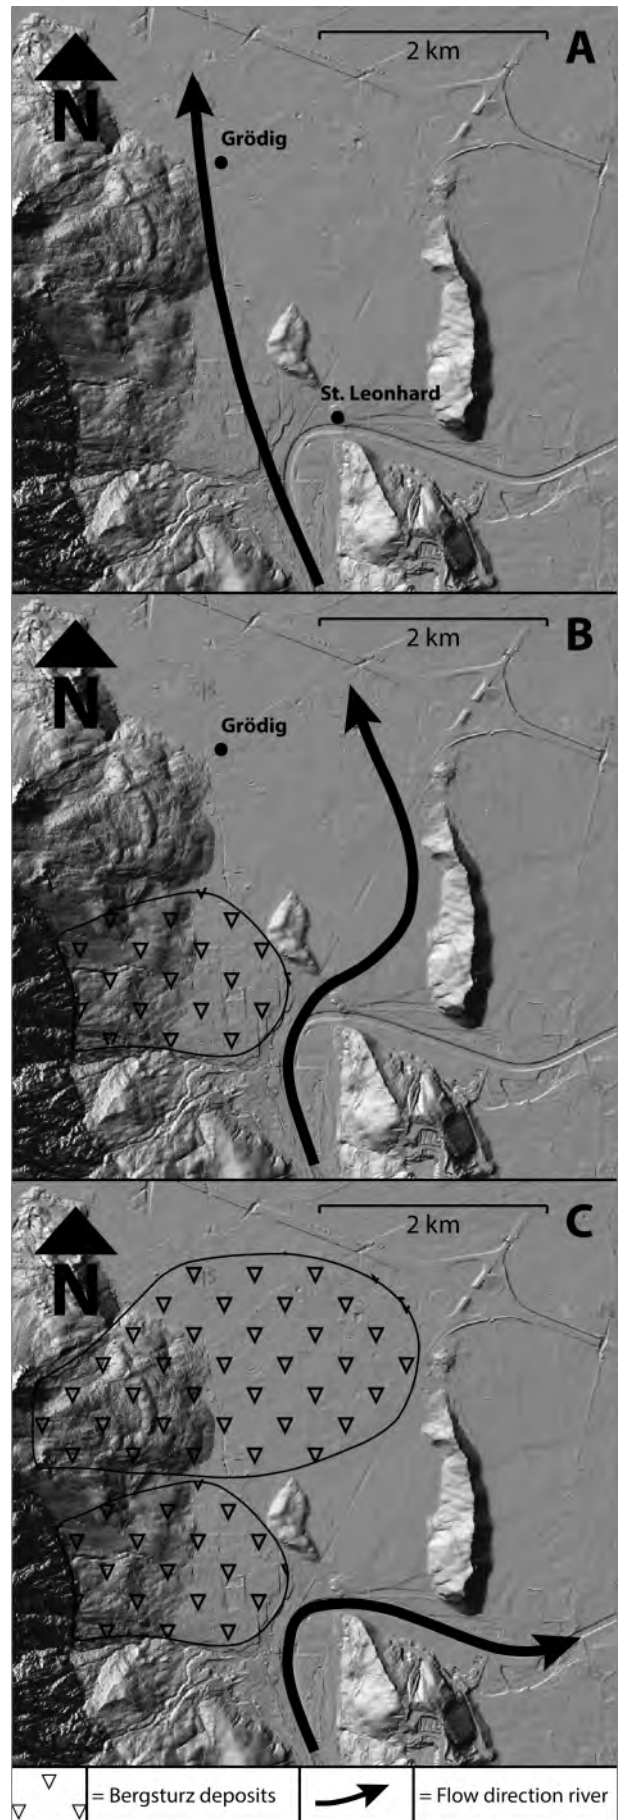 2 km
A
N
Grödig
St. Leonhard
2 km
B
N
Grödig
2 km
C
N
= Bergsturz deposits
= Flow direction river